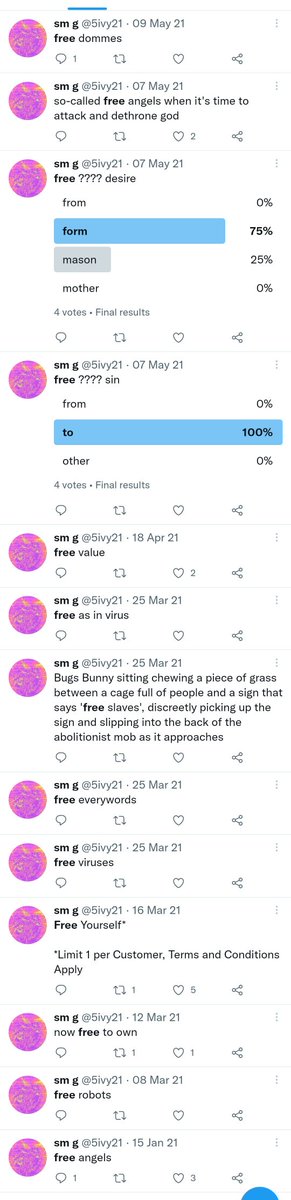 sm g @5ivy21 · 09 May 21
free dommes
1
sm g @5ivy21 · 07 May 21
so-called free angels when it's time to
attack and dethrone god
2
sm g @5ivy21 · 07 May 21
free ???? desire
from 0%
form 75%
mason 25%
mother 0%
4 votes • Final results
sm g @5ivy21 · 07 May 21
free ???? sin
from 0%
to 100%
other 0%
4 votes • Final results
sm g @5ivy21 · 18 Apr 21
free value
2
sm g @5ivy21 · 25 Mar 21
free as in virus
sm g @5ivy21 · 25 Mar 21
Bugs Bunny sitting chewing a piece of grass
between a cage full of people and a sign that
says 'free slaves', discreetly picking up the
sign and slipping into the back of the
abolitionist mob as it approaches
sm g @5ivy21 · 25 Mar 21
free everywords
sm g @5ivy21 · 25 Mar 21
free viruses
sm g @5ivy21 · 16 Mar 21
Free Yourself*
*Limit 1 per Customer, Terms and Conditions
Apply
1 5
sm g @5ivy21 · 12 Mar 21
now free to own
1 1
sm g @5ivy21 · 08 Mar 21
free robots
sm g @5ivy21 · 15 Jan 21
free angels
1 3